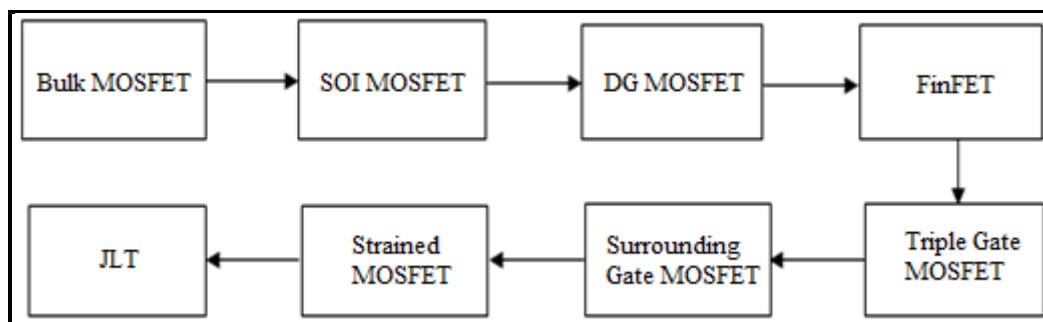 Bulk MOSFET
SOI MOSFET
DG MOSFET
FinFET
Triple Gate
MOSFET
Surrounding
Gate MOSFET
Strained
MOSFET
JLT